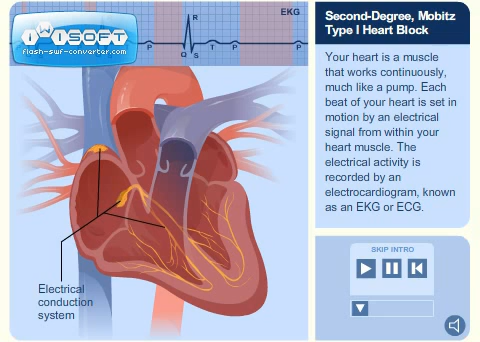 iWiSOFT
flash-swf-converter.com
EKG
R
P
P
Q
S
T
P
P
Second-Degree, Mobitz
Type I Heart Block
Your heart is a muscle
that works continuously,
much like a pump. Each
beat of your heart is set in
motion by an electrical
signal from within your
heart muscle. The
electrical activity is
recorded by an
electrocardiogram, known
as an EKG or ECG.
SKIP INTRO
Electrical
conduction
system